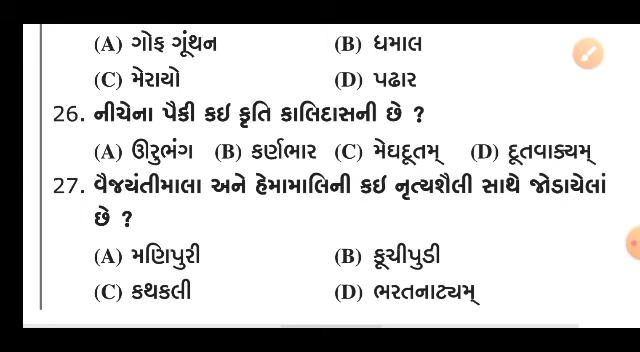 (A) ગોફ ગૂંથન (B) ધમાલ
(C) મેરાયો (D) પઢાર
26. નીચેના પૈકી કઇ કૃતિ કાલિદાસની છે ?
(A) ઊરુભંગ (B) કર્ણભાર (C) મેઘદૂતમ્ (D) દૂતવાક્યમ્
27. વૈજયંતીમાલા અને હેમામાલિની કઇ નૃત્યશૈલી સાથે જોડાયેલાં
છે ?
(A) મણિપુરી (B) કૂચીપુડી
(C) કથકલી (D) ભરતનાટ્યમ્